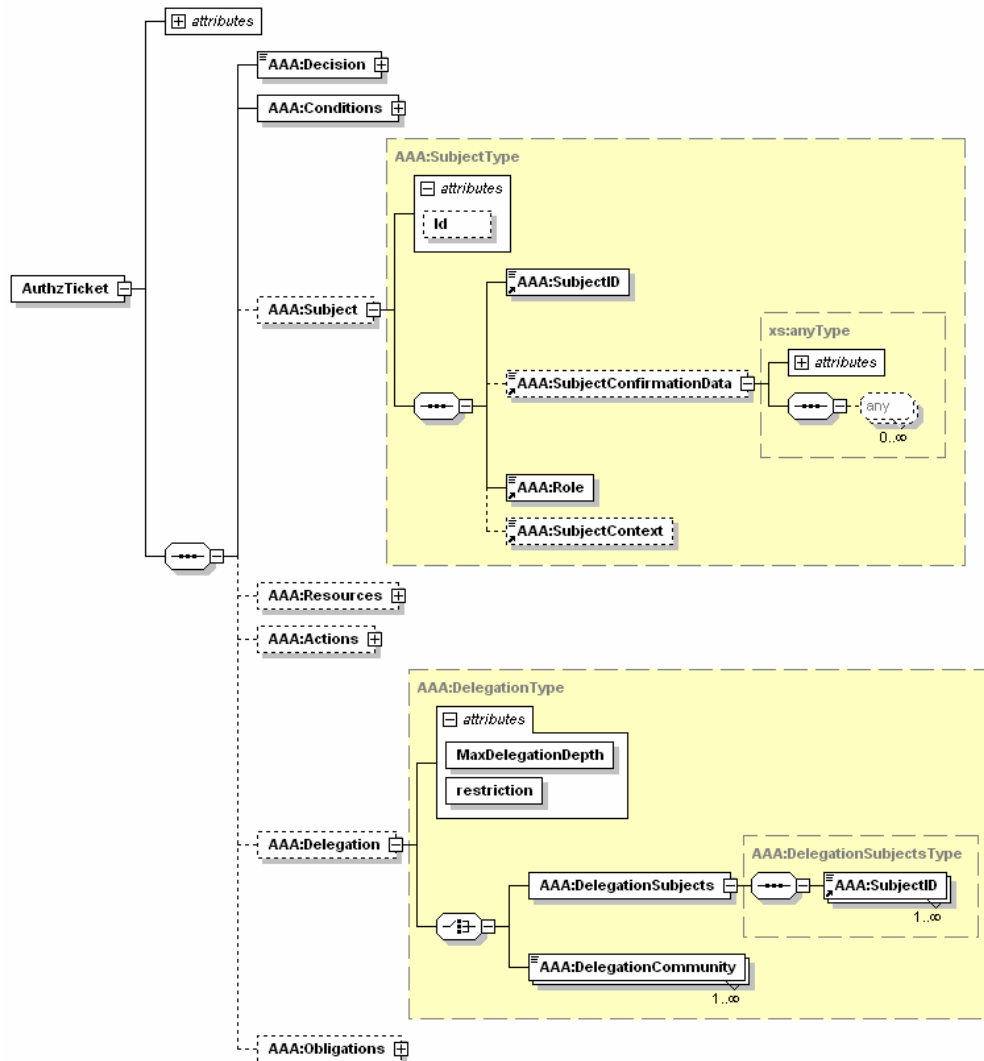 attributes
AAA:Decision
AAA:Conditions
AAA:SubjectType
attributes
Id
AuthzTicket
AAA:SubjectID
AAA:Subject
xs:anyType
attributes
AAA:SubjectConfirmationData
any
0..∞
AAA:Role
AAA:SubjectContext
AAA:Resources
AAA:Actions
AAA:DelegationType
attributes
MaxDelegationDepth
restriction
AAA:Delegation
AAA:DelegationSubjectsType
AAA:DelegationSubjects
AAA:SubjectID
1..∞
AAA:DelegationCommunity
1..∞
AAA:Obligations